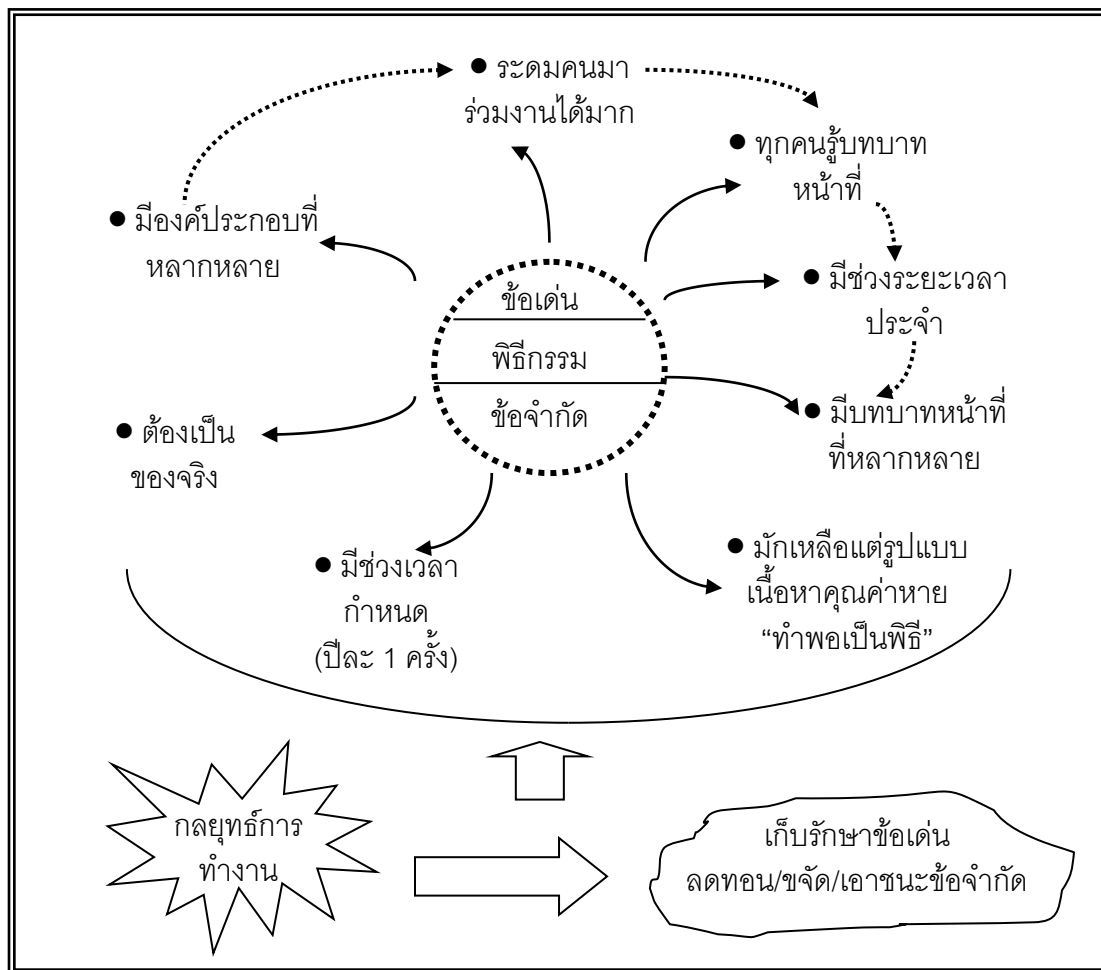 ● ระดมคนมา
ร่วมงานได้มาก
● ทุกคนรู้บทบาท
หน้าที่
● มีองค์ประกอบที่
หลากหลาย
● มีช่วงระยะเวลา
ประจำ
ข้อเด่น
พิธีกรรม
ข้อจำกัด
● มีบทบาทหน้าที่
ที่หลากหลาย
● ต้องเป็น
ของจริง
● มีช่วงเวลา
กำหนด
(ปีละ 1 ครั้ง)
● มักเหลือแต่รูปแบบ
เนื้อหาคุณค่าหาย
“ทำพอเป็นพิธี”
กลยุทธ์การ
ทำงาน
เก็บรักษาข้อเด่น
ลดทอน/ขจัด/เอาชนะข้อจำกัด